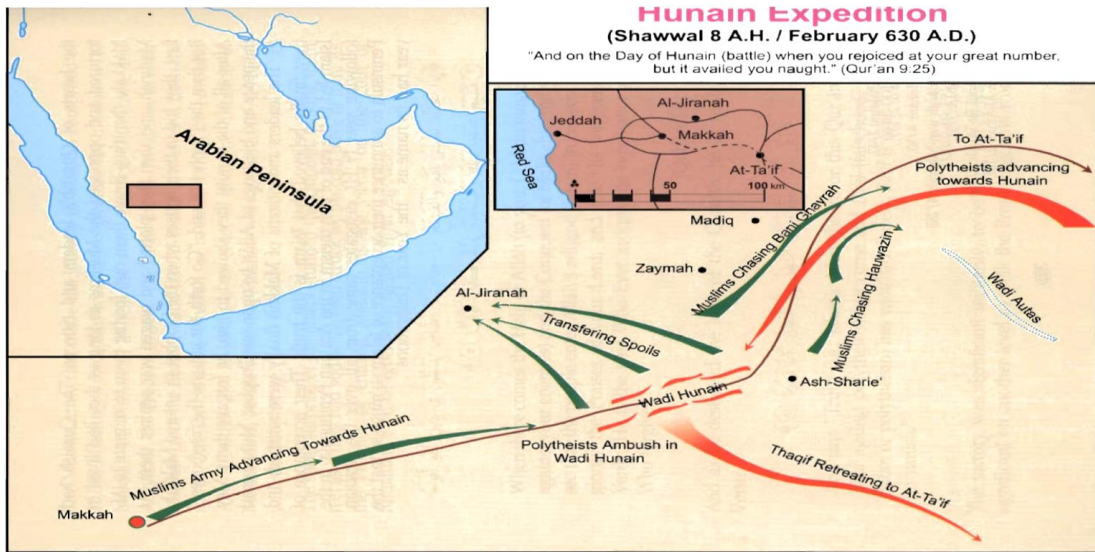 Hunain Expedition
(Shawwal 8 A.H. / February 630 A.D.)
"And on the Day of Hunain (battle) when you rejoiced at your great number,
but it availed you naught." (Qur'an 9:25)
Arabian Peninsula
Al-Jiranah
Jeddah
Makkah
At-Ta'if
Red Sea
50
100 km
To At-Ta'if
Polytheists advancing
towards Hunain
Madiq
Muslims Chasing Bani Ghayrah
Zaymah
Muslims Chasing Hauwazin
Wadi Autas
Al-Jiranah
Transfering Spoils
Ash-Sharie'
Wadi Hunain
Polytheists Ambush in
Wadi Hunain
Muslims Army Advancing Towards Hunain
Thaqif Retreating to At-Ta'if
Makkah